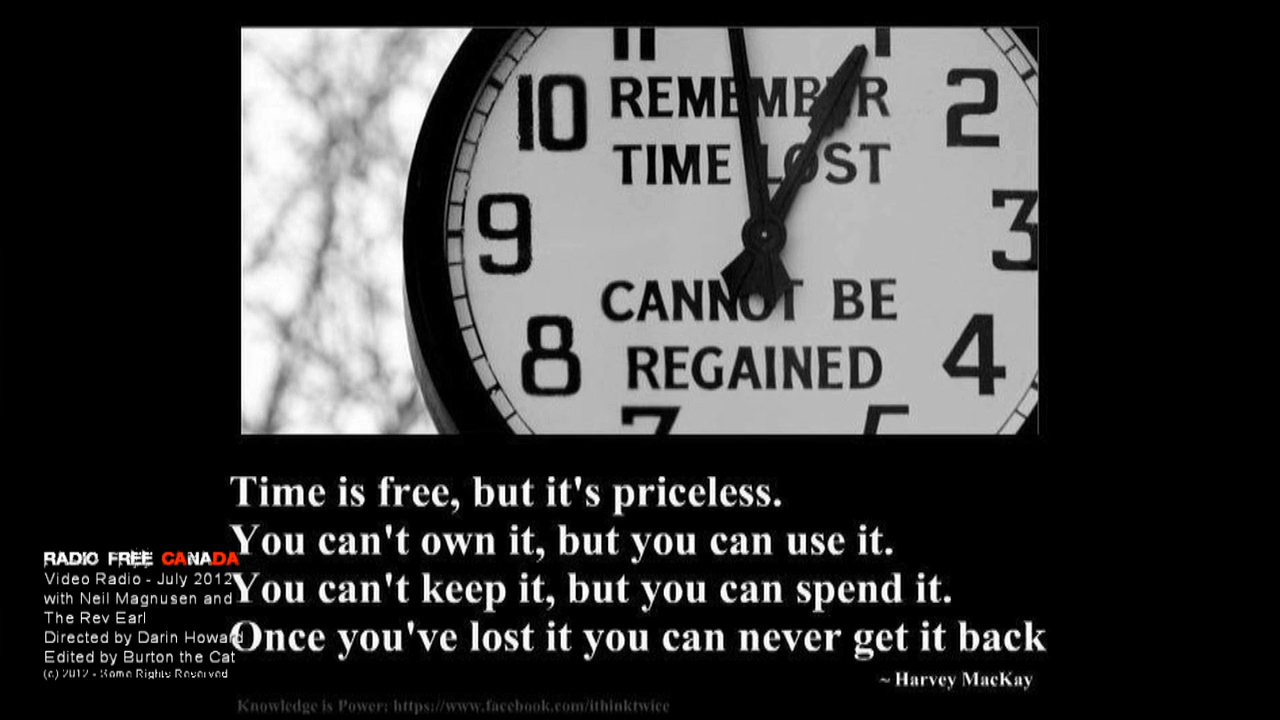 11 1
10 REMEMBER 2
TIME LOST
9 3
CANNOT BE
8 REGAINED 4
7 5
Time is free, but it's priceless.
You can't own it, but you can use it.
You can't keep it, but you can spend it.
Once you've lost it you can never get it back
~ Harvey MacKay
Knowledge is Power: https://www.facebook.com/ithinktwice
RADIO FREE CANADA
Video Radio - July 2012
with Neil Magnusen and
The Rev Earl
Directed by Darin Howard
Edited by Burton the Cat
(c) 2012 - Some Rights Reserved